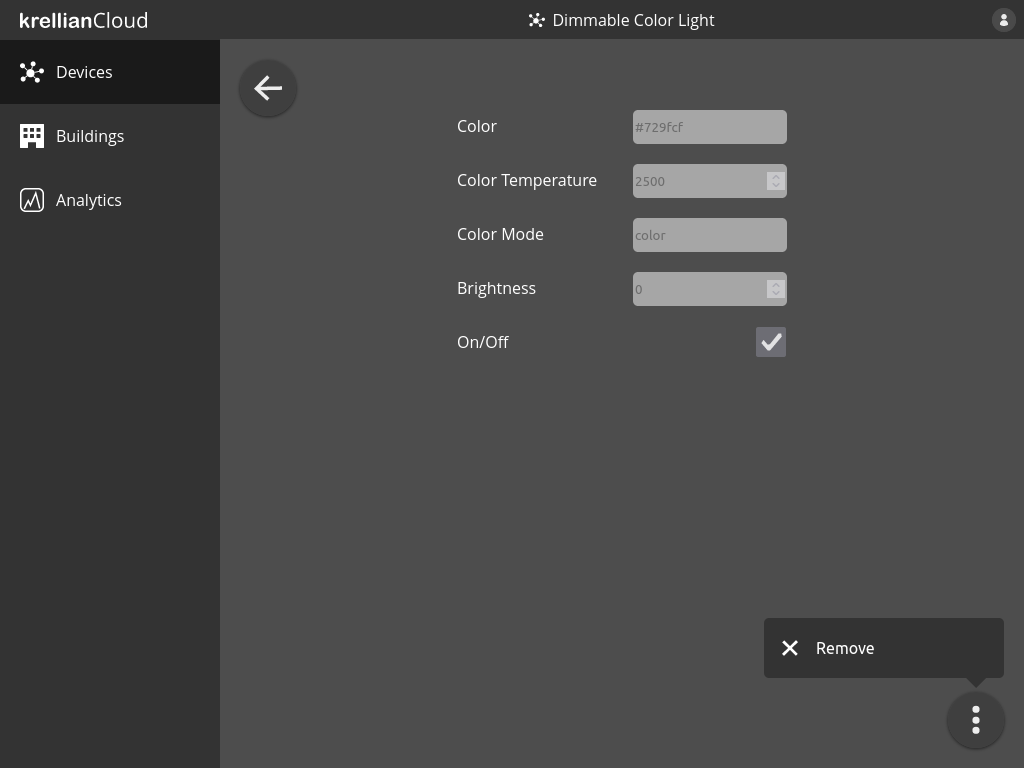 krellianCloud
Dimmable Color Light
Devices
Buildings
Analytics
Color
#729fcf
Color Temperature
2500
Color Mode
color
Brightness
0
On/Off
Remove